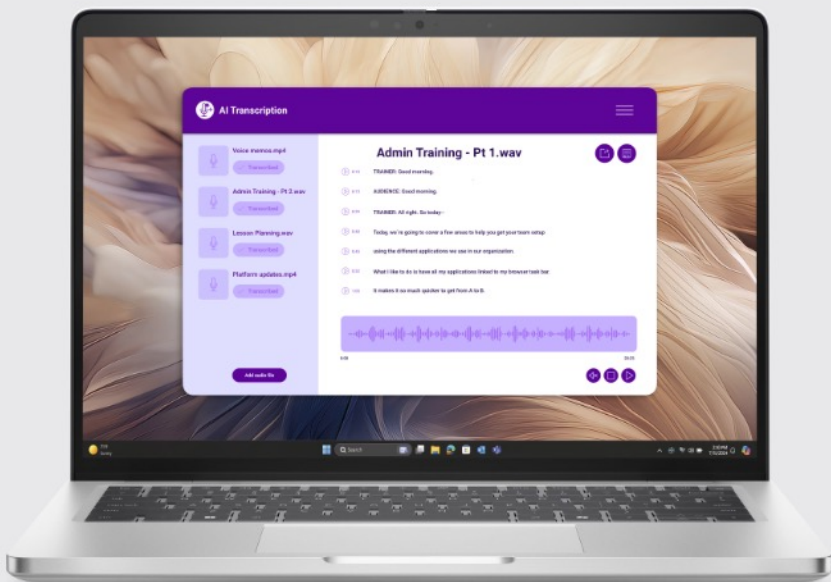 AI Transcription
Voice memos.mp4
Transcribed
Admin Training - Pt 2.wav
Transcribed
Lesson Planning.wav
Transcribed
Platform updates.mp4
Transcribed
Add audio file
Admin Training - Pt 1.wav
TRAINER: Good morning.
AUDIENCE: Good morning.
TRAINER: All right. So today -
Today, we're going to cover a few areas to help you get your team setup
using the different applications we use in our organization.
What I like to do is have all my applications linked to my browser task bar.
It makes it so much quicker to get from A to B.
0:00
Search